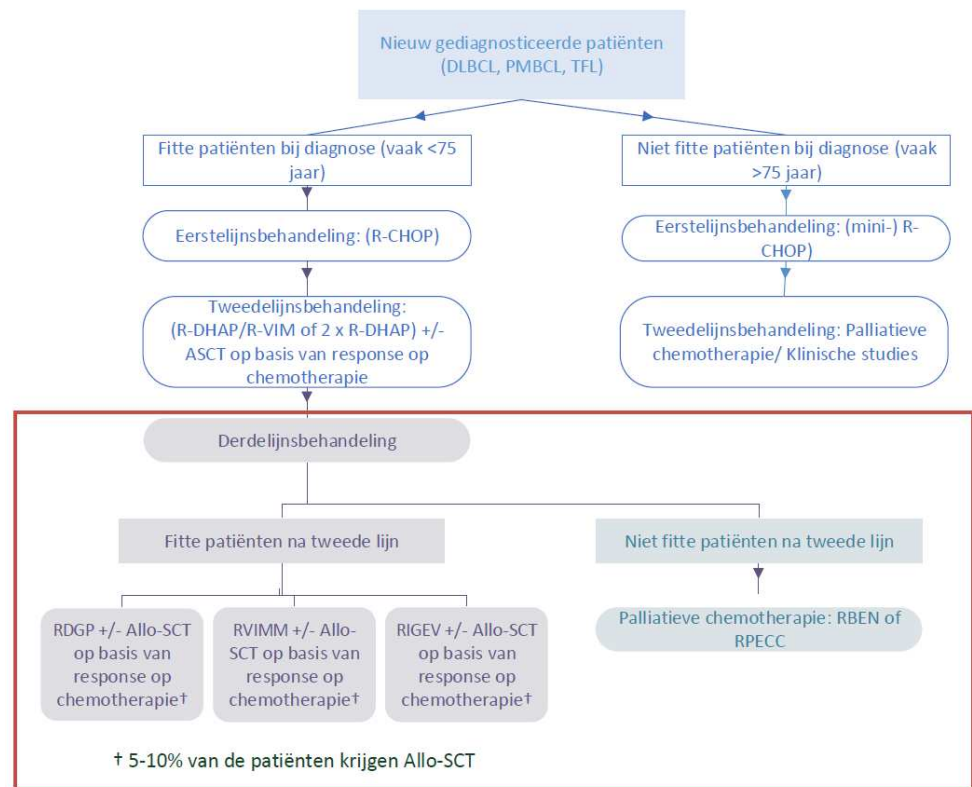 Nieuw gediagnosticeerde patiënten
(DLBCL, PMBCL, TFL)
Fitte patiënten bij diagnose (vaak <75
jaar)
Niet fitte patiënten bij diagnose (vaak
>75 jaar)
Eerstelijnsbehandeling: (R-CHOP)
Eerstelijnsbehandeling: (mini-) R-
CHOP)
Tweedelijnsbehandeling:
(R-DHAP/R-VIM of 2 x R-DHAP) +/-
ASCT op basis van response op
chemotherapie
Tweedelijnsbehandeling: Palliatieve
chemotherapie/ Klinische studies
Derdelijnsbehandeling
Fitte patiënten na tweede lijn
Niet fitte patiënten na tweede lijn
RDGP +/- Allo-SCT
op basis van
response op
chemotherapie†
RVIMM +/- Allo-
SCT op basis van
response op
chemotherapie†
RIGEV +/- Allo-SCT
op basis van
response op
chemotherapie†
Palliatieve chemotherapie: RBEN of
RPECC
† 5-10% van de patiënten krijgen Allo-SCT